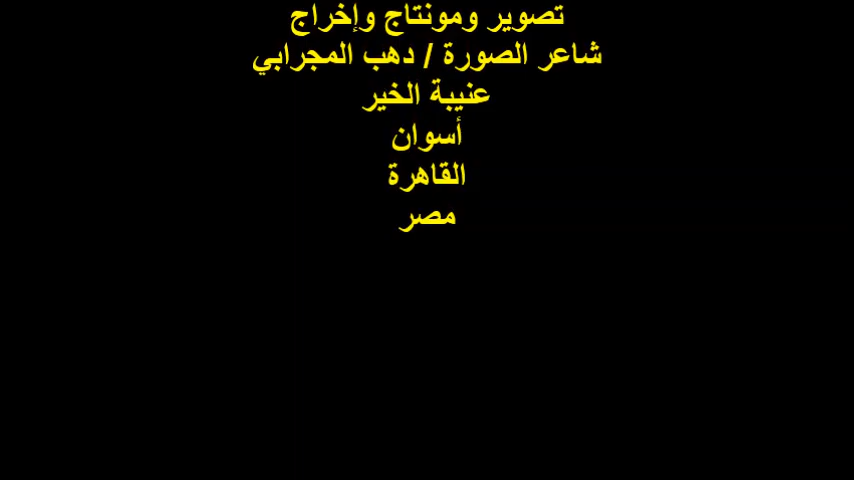 تصوير ومونتاج وإخراج
شاعر الصورة / دهب المجرابي
عنيبة الخير
أسوان
القاهرة
مصر